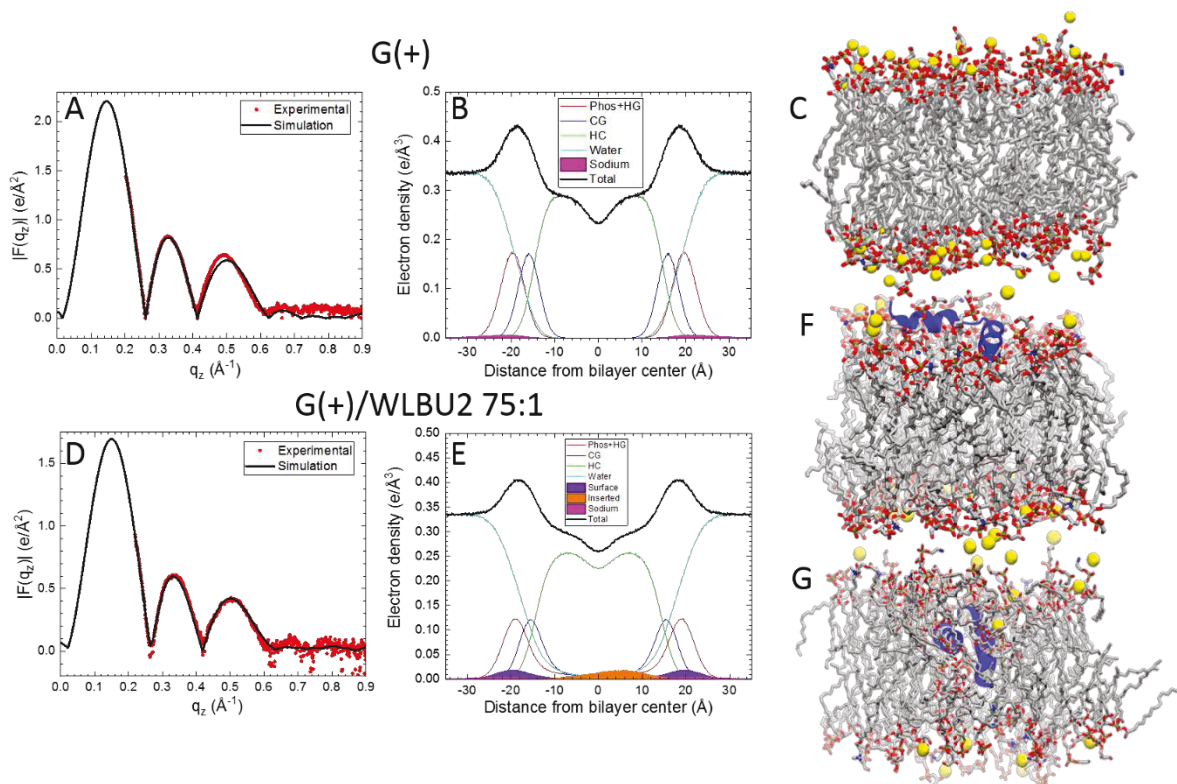 G(+)
A
Experimental
Simulation
2.0
1.5
1.0
0.5
0.0
|F(q_z)| (e/Å²)
0.0 0.1 0.2 0.3 0.4 0.5 0.6 0.7 0.8 0.9
q_z (Å⁻¹)
B
Phos+HG
CG
HC
Water
Sodium
Total
0.5
0.4
0.3
0.2
0.1
0.0
Electron density (e/Å³)
-30 -20 -10 0 10 20 30
Distance from bilayer center (Å)
C
G(+)/WLBU2 75:1
D
Experimental
Simulation
1.5
1.0
0.5
0.0
|F(q_z)| (e/Å²)
0.0 0.1 0.2 0.3 0.4 0.5 0.6 0.7 0.8 0.9
q_z (Å⁻¹)
E
Phos+HG
CG
HC
Water
Surface
Inserted
Sodium
Total
0.50
0.45
0.40
0.35
0.30
0.25
0.20
0.15
0.10
0.05
0.00
Electron density (e/Å³)
-30 -20 -10 0 10 20 30
Distance from bilayer center (Å)
F
G